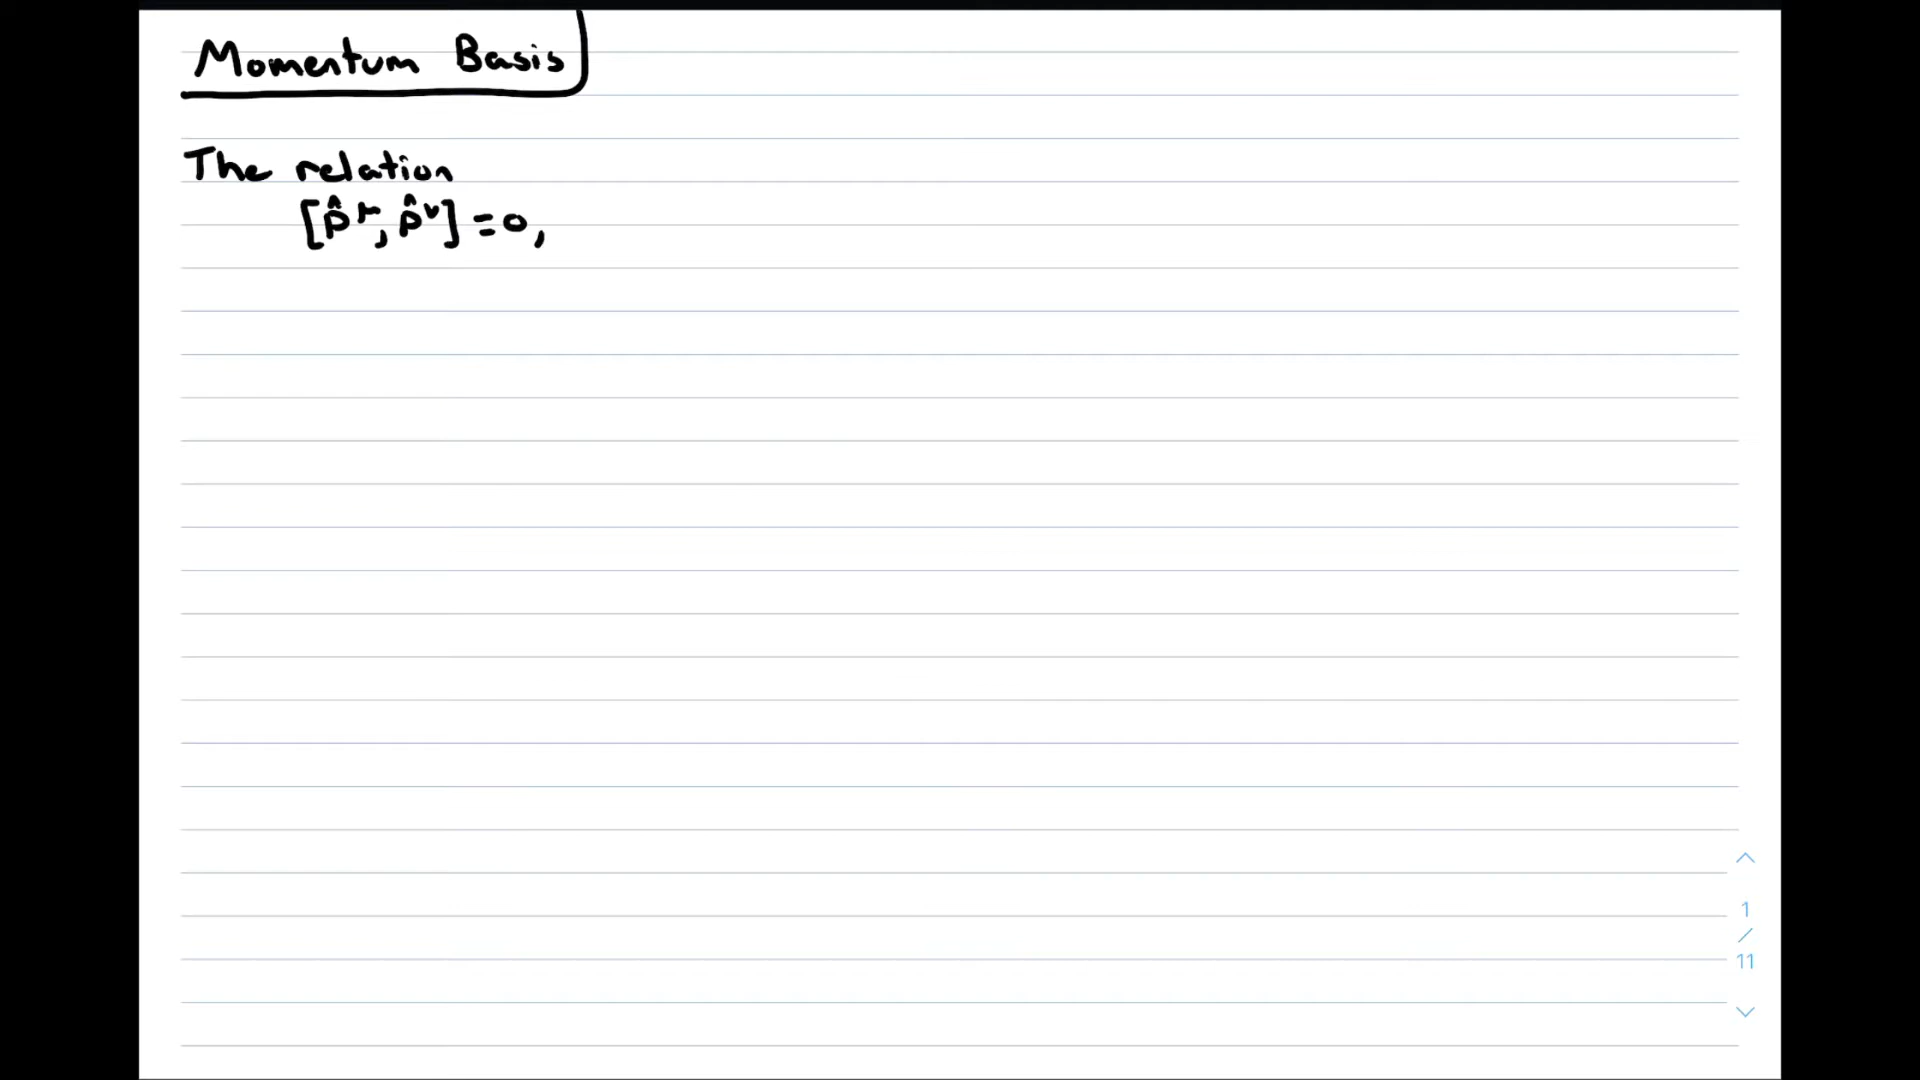 Momentum Basis
The relation
[p̂^μ, p̂^ν] = 0,
1
/
11